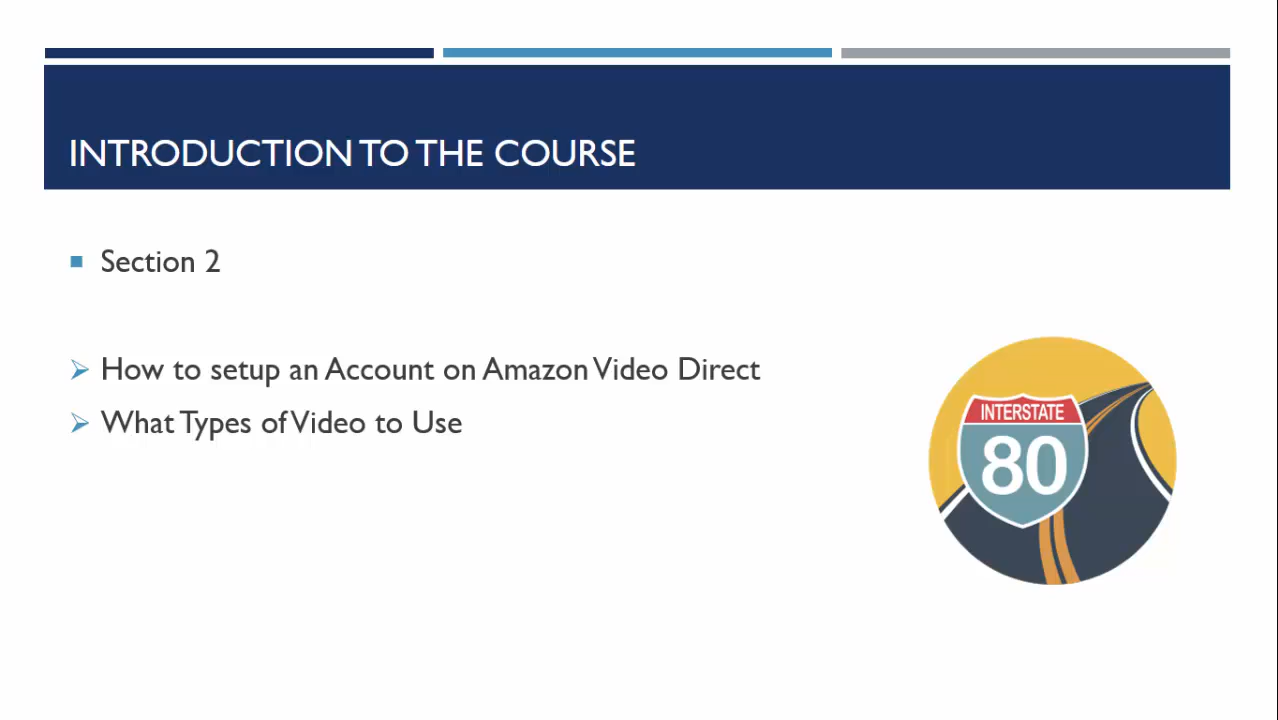 INTRODUCTION TO THE COURSE
Section 2
How to setup an Account on Amazon Video Direct
What Types of Video to Use
INTERSTATE
80